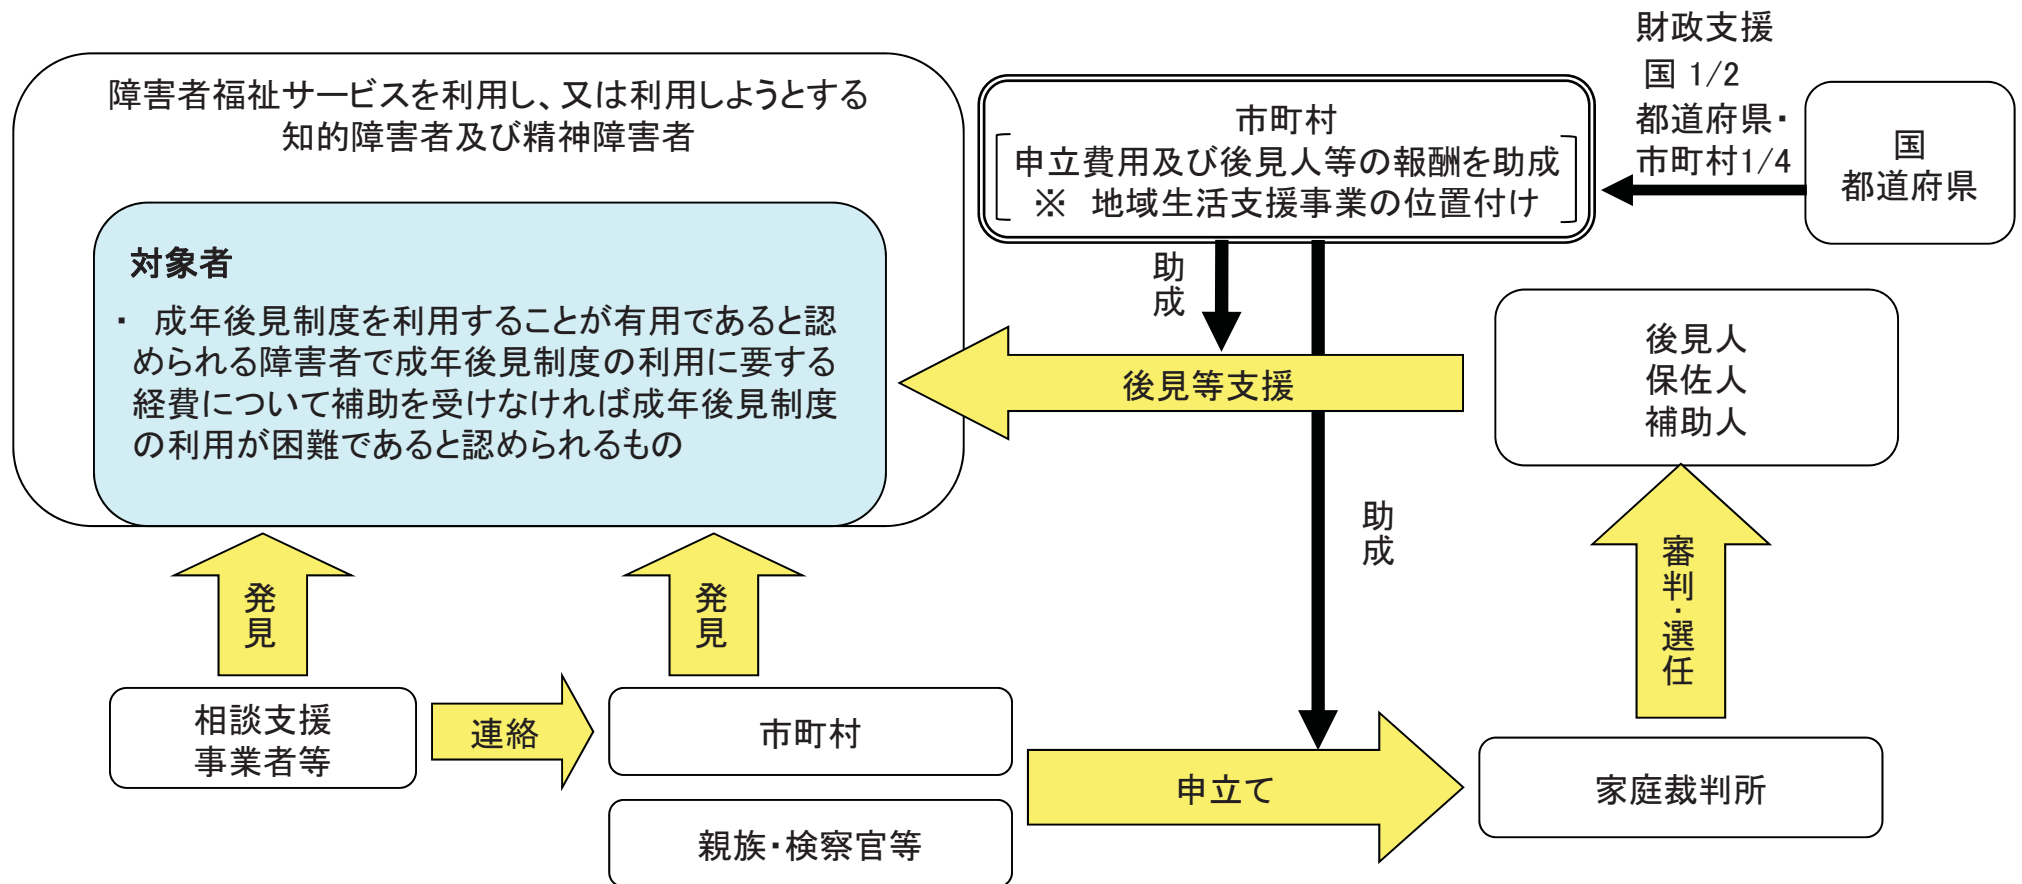 障害者福祉サービスを利用し、又は利用しようとする
知的障害者及び精神障害者
対象者
・ 成年後見制度を利用することが有用であると認
められる障害者で成年後見制度の利用に要する
経費について補助を受けなければ成年後見制度
の利用が困難であると認められるもの
市町村
申立費用及び後見人等の報酬を助成
※ 地域生活支援事業の位置付け
財政支援
国 1/2
都道府県・
市町村1/4
国
都道府県
助成
後見等支援
後見人
保佐人
補助人
助成
審判・選任
発見
発見
相談支援
事業者等
連絡
市町村
親族・検察官等
申立て
家庭裁判所